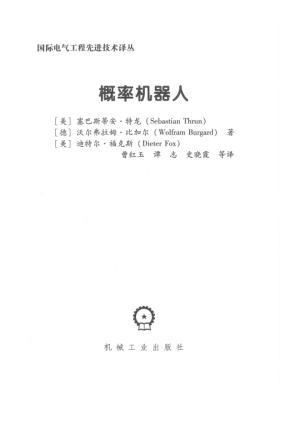 国际电气工程先进技术译丛
概率机器人
[美] 塞巴斯蒂安·特龙 (Sebastian Thrun)
[德] 沃尔弗拉姆·比加尔 (Wolfram Burgard) 著
[美] 迪特尔·福克斯 (Dieter Fox)
曹红玉 谭志 史晓霞 等译
机械工业出版社